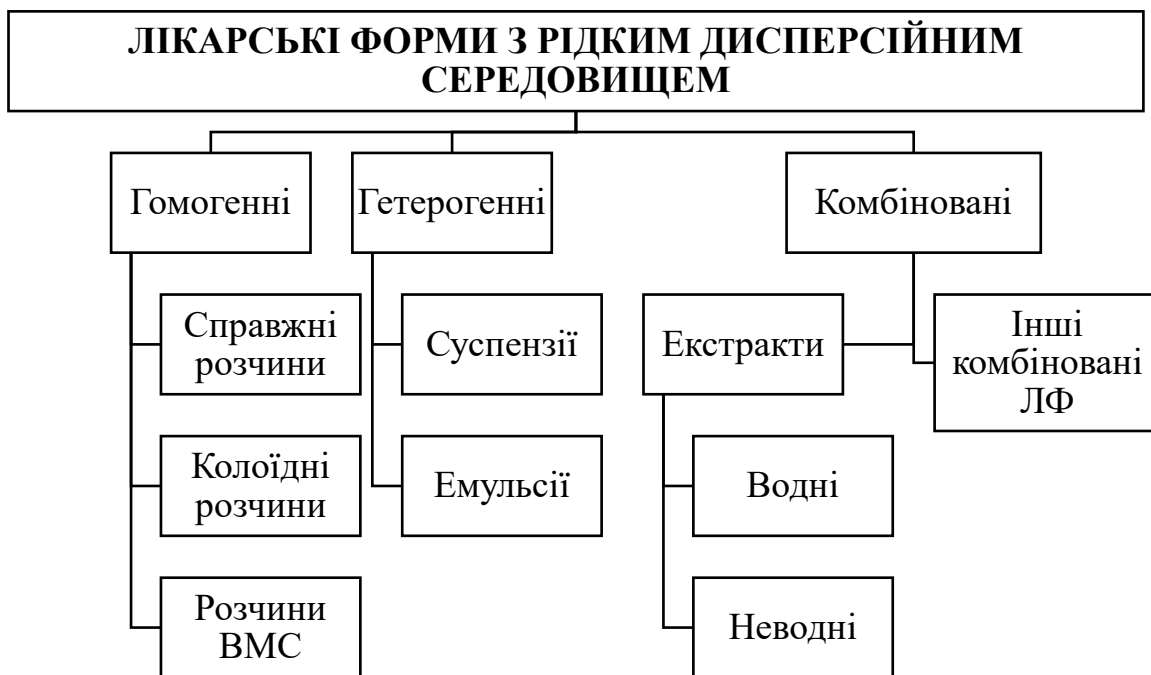 ЛІКАРСЬКІ ФОРМИ З РІДКИМ ДИСПЕРСІЙНИМ
СЕРЕДОВИЩЕМ
Гомогенні
Гетерогенні
Комбіновані
Справжні
розчини
Суспензії
Екстракти
Інші
комбіновані
ЛФ
Колоїдні
розчини
Емульсії
Водні
Розчини
ВМС
Неводні